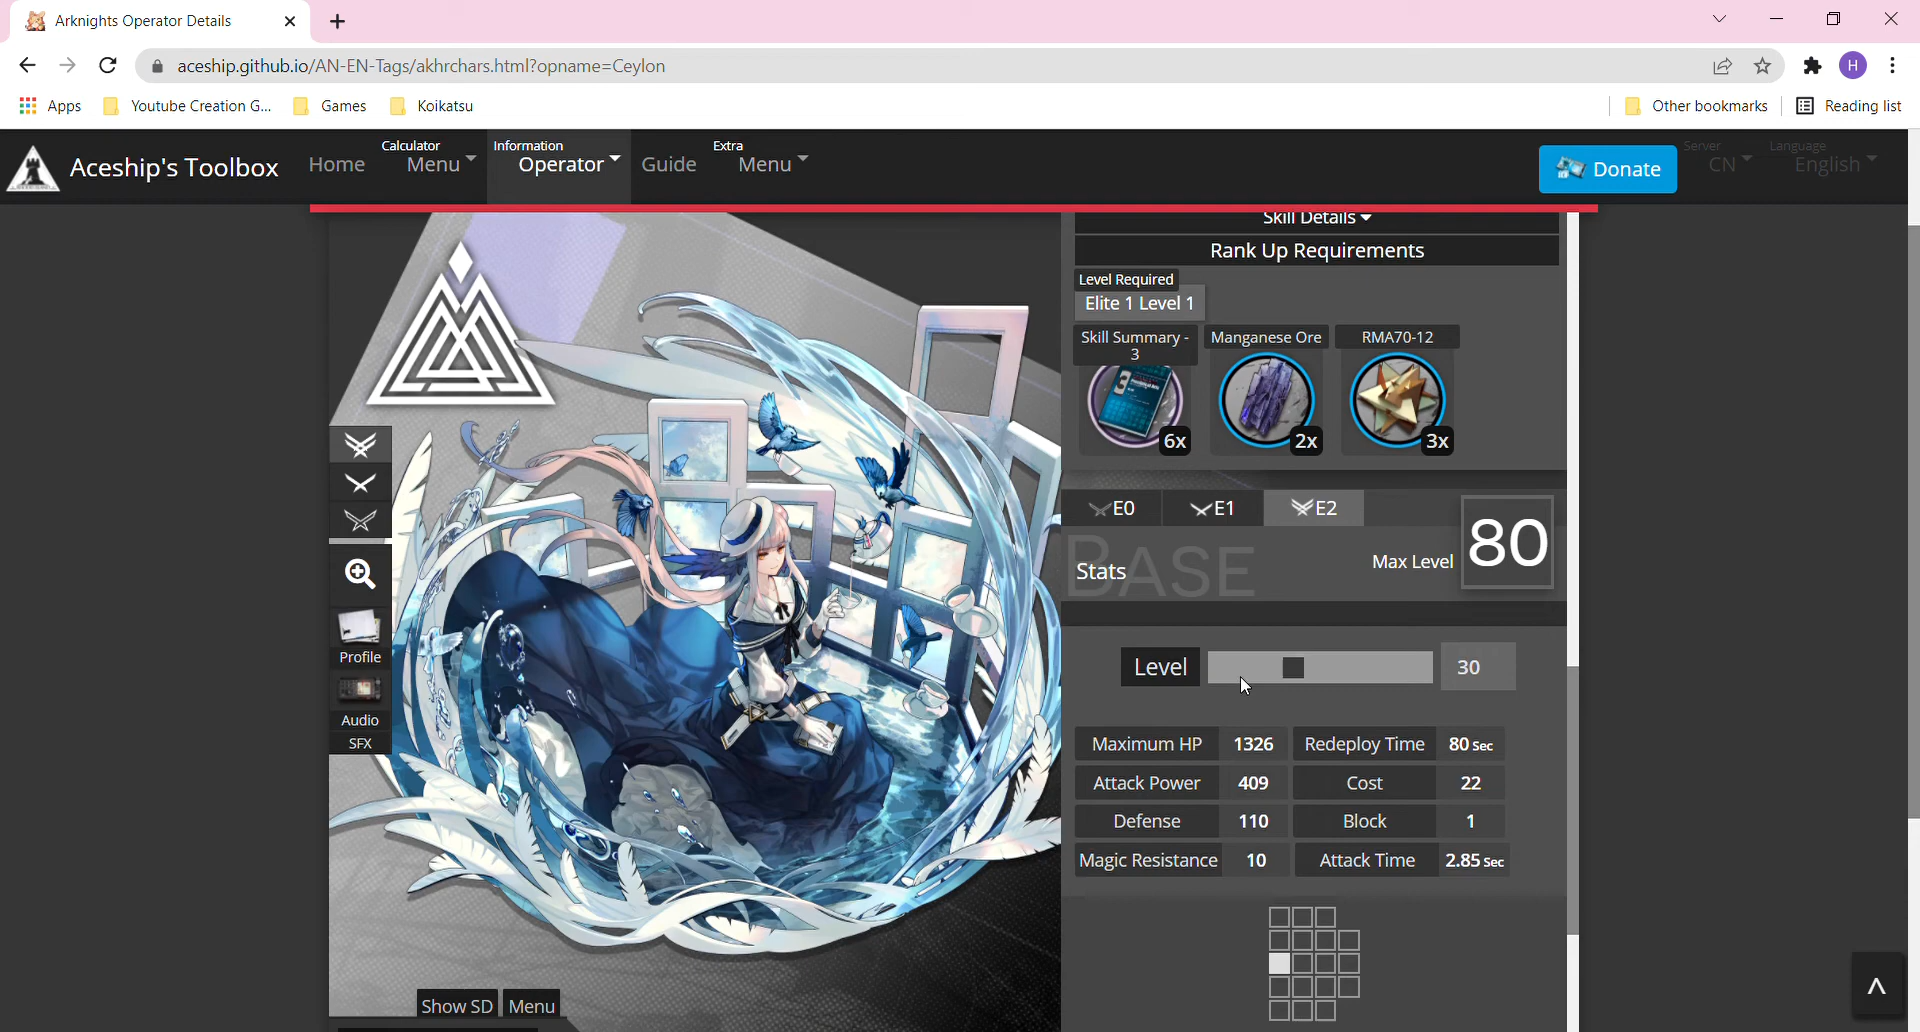 Arknights Operator Details
aceship.github.io/AN-EN-Tags/akhrchars.html?opname=Ceylon
H
Apps Youtube Creation G... Games Koikatsu Other bookmarks Reading list
Aceship's Toolbox Home Calculator Menu Information Operator Guide Extra Menu Donate Server CN Language English
Skill Details
Rank Up Requirements
Level Required
Elite 1 Level 1
Skill Summary - 3 Manganese Ore RMA70-12
6x 2x 3x
E0 E1 E2
BASE
Stats Max Level 80
Level 30
Maximum HP 1326 Redeploy Time 80 Sec
Attack Power 409 Cost 22
Defense 110 Block 1
Magic Resistance 10 Attack Time 2.85 Sec
Profile
Audio
SFX
Show SD Menu